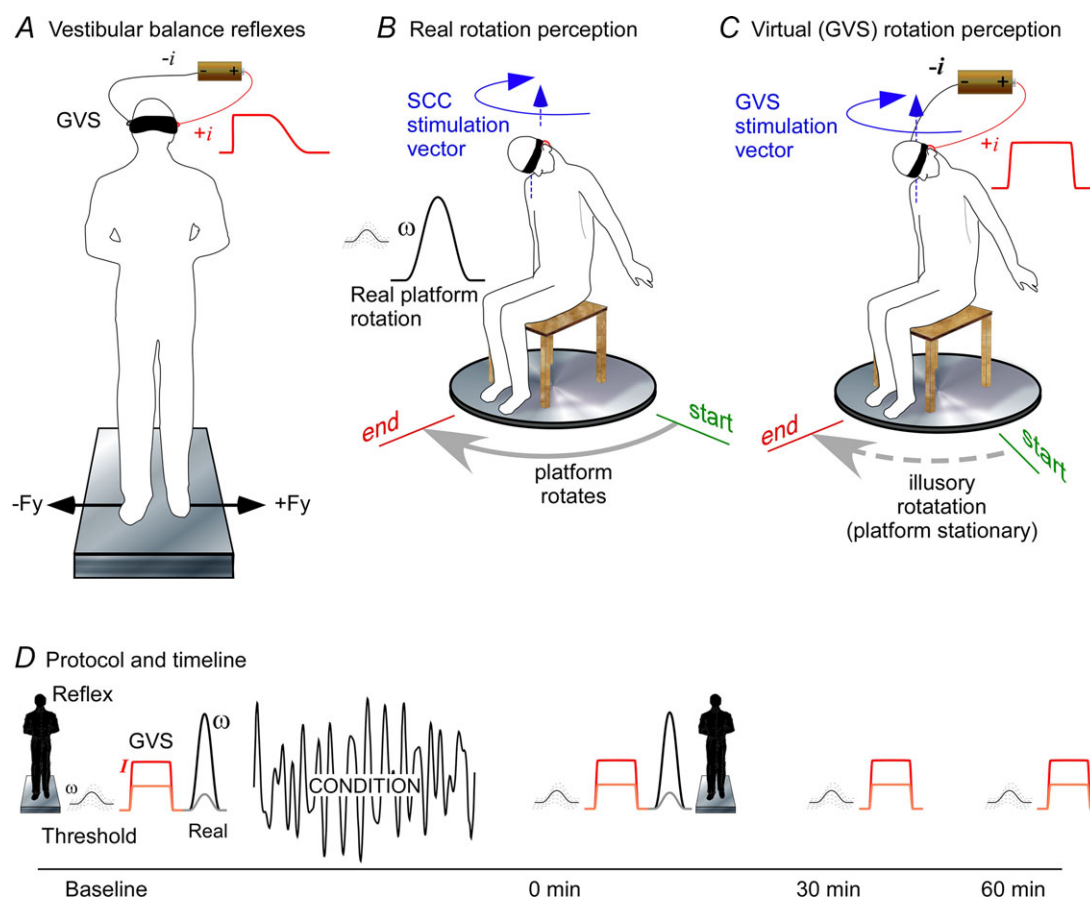 A Vestibular balance reflexes
-i
- +
GVS
+i
-Fy
+Fy
B Real rotation perception
SCC
stimulation
vector
ω
Real platform
rotation
end
start
platform
rotates
C Virtual (GVS) rotation perception
-i
- +
GVS
stimulation
vector
+i
end
start
illusory
rotatation
(platform stationary)
D Protocol and timeline
Reflex
ω
GVS
I
ω
CONDITION
Threshold
Real
Baseline
0 min
30 min
60 min